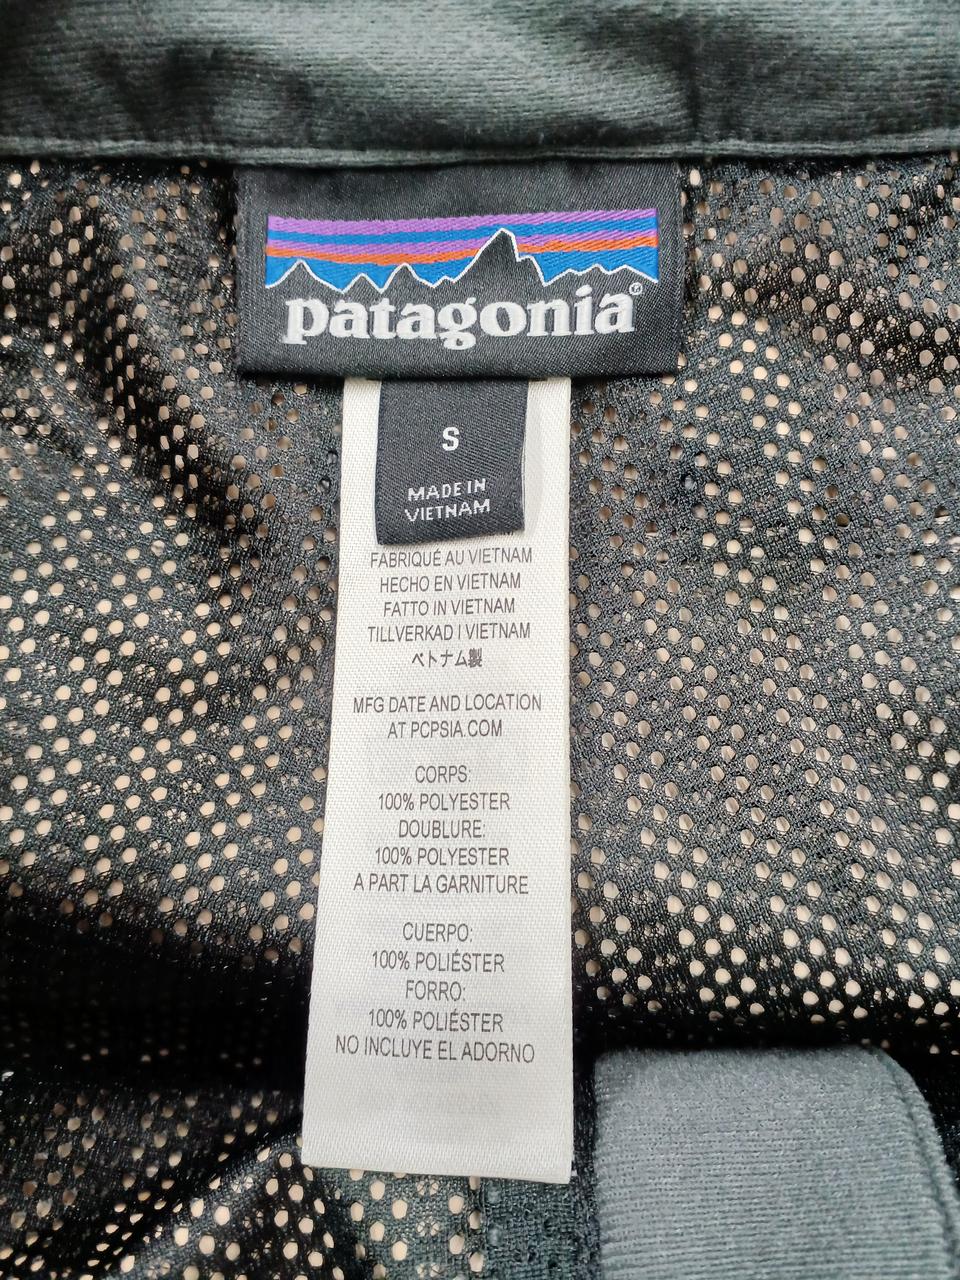 patagonia®
S
MADE IN
VIETNAM
FABRIQUÉ AU VIETNAM
HECHO EN VIETNAM
FATTO IN VIETNAM
TILLVERKAD I VIETNAM
ベトナム製
MFG DATE AND LOCATION
AT PCPSIA.COM
CORPS:
100% POLYESTER
DOUBLURE:
100% POLYESTER
A PART LA GARNITURE
CUERPO:
100% POLIÉSTER
FORRO:
100% POLIÉSTER
NO INCLUYE EL ADORNO